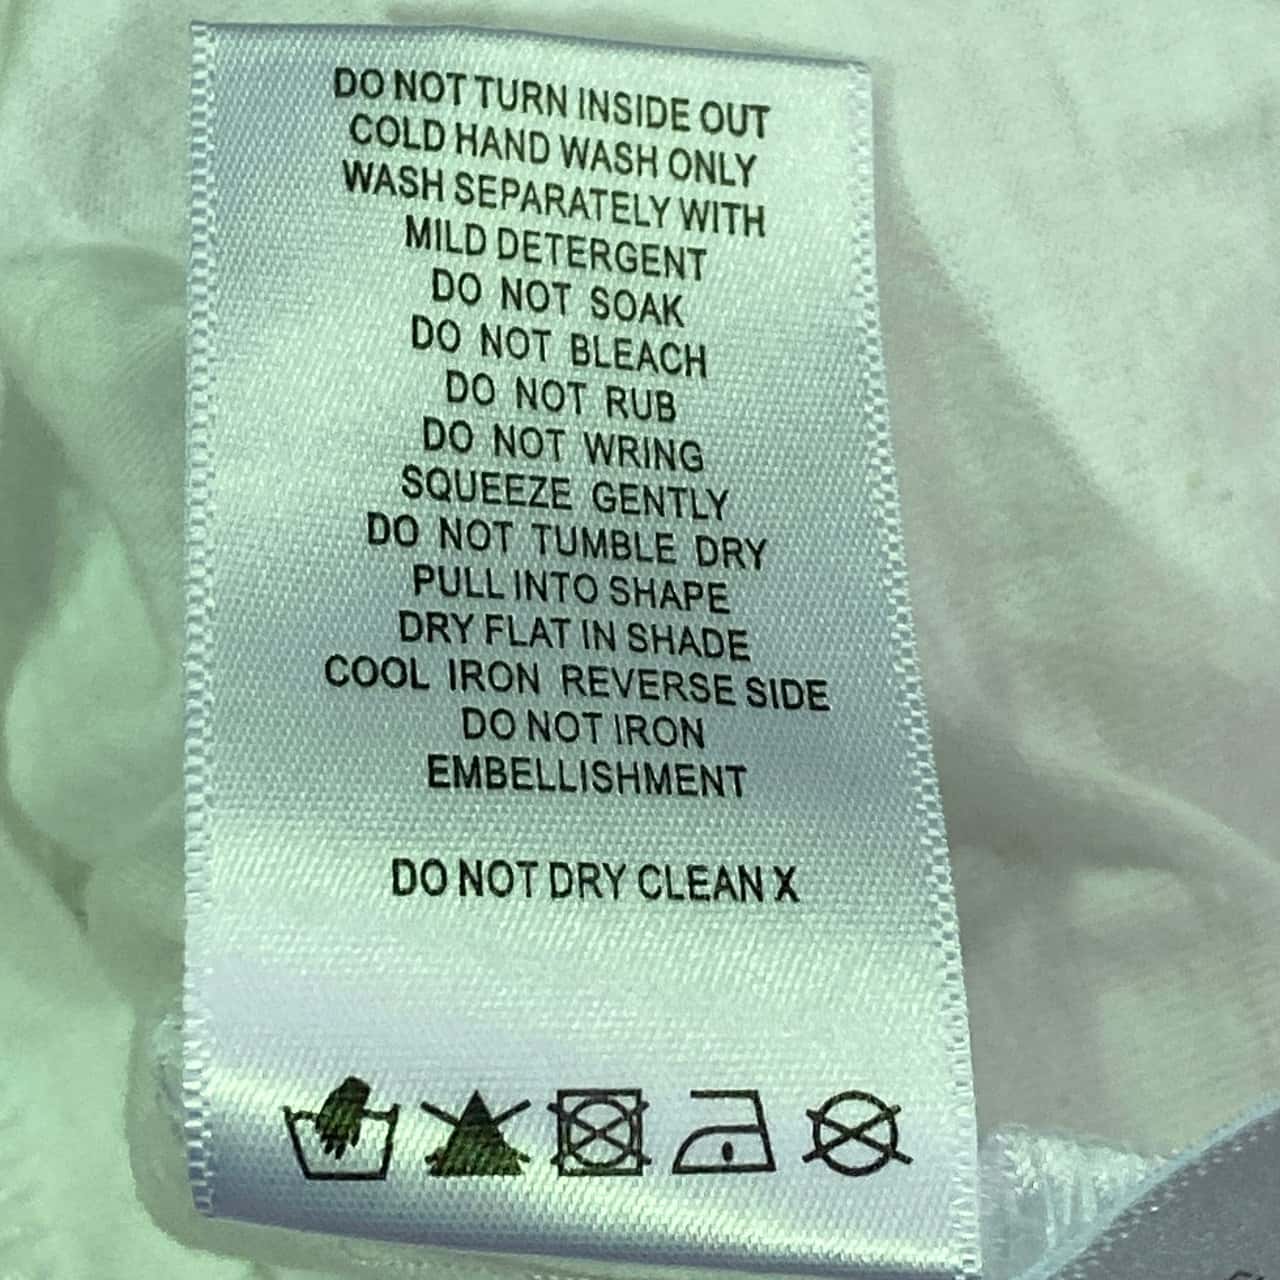 DO NOT TURN INSIDE OUT
COLD HAND WASH ONLY
WASH SEPARATELY WITH
MILD DETERGENT
DO NOT SOAK
DO NOT BLEACH
DO NOT RUB
DO NOT WRING
SQUEEZE GENTLY
DO NOT TUMBLE DRY
PULL INTO SHAPE
DRY FLAT IN SHADE
COOL IRON REVERSE SIDE
DO NOT IRON
EMBELLISHMENT
DO NOT DRY CLEAN X